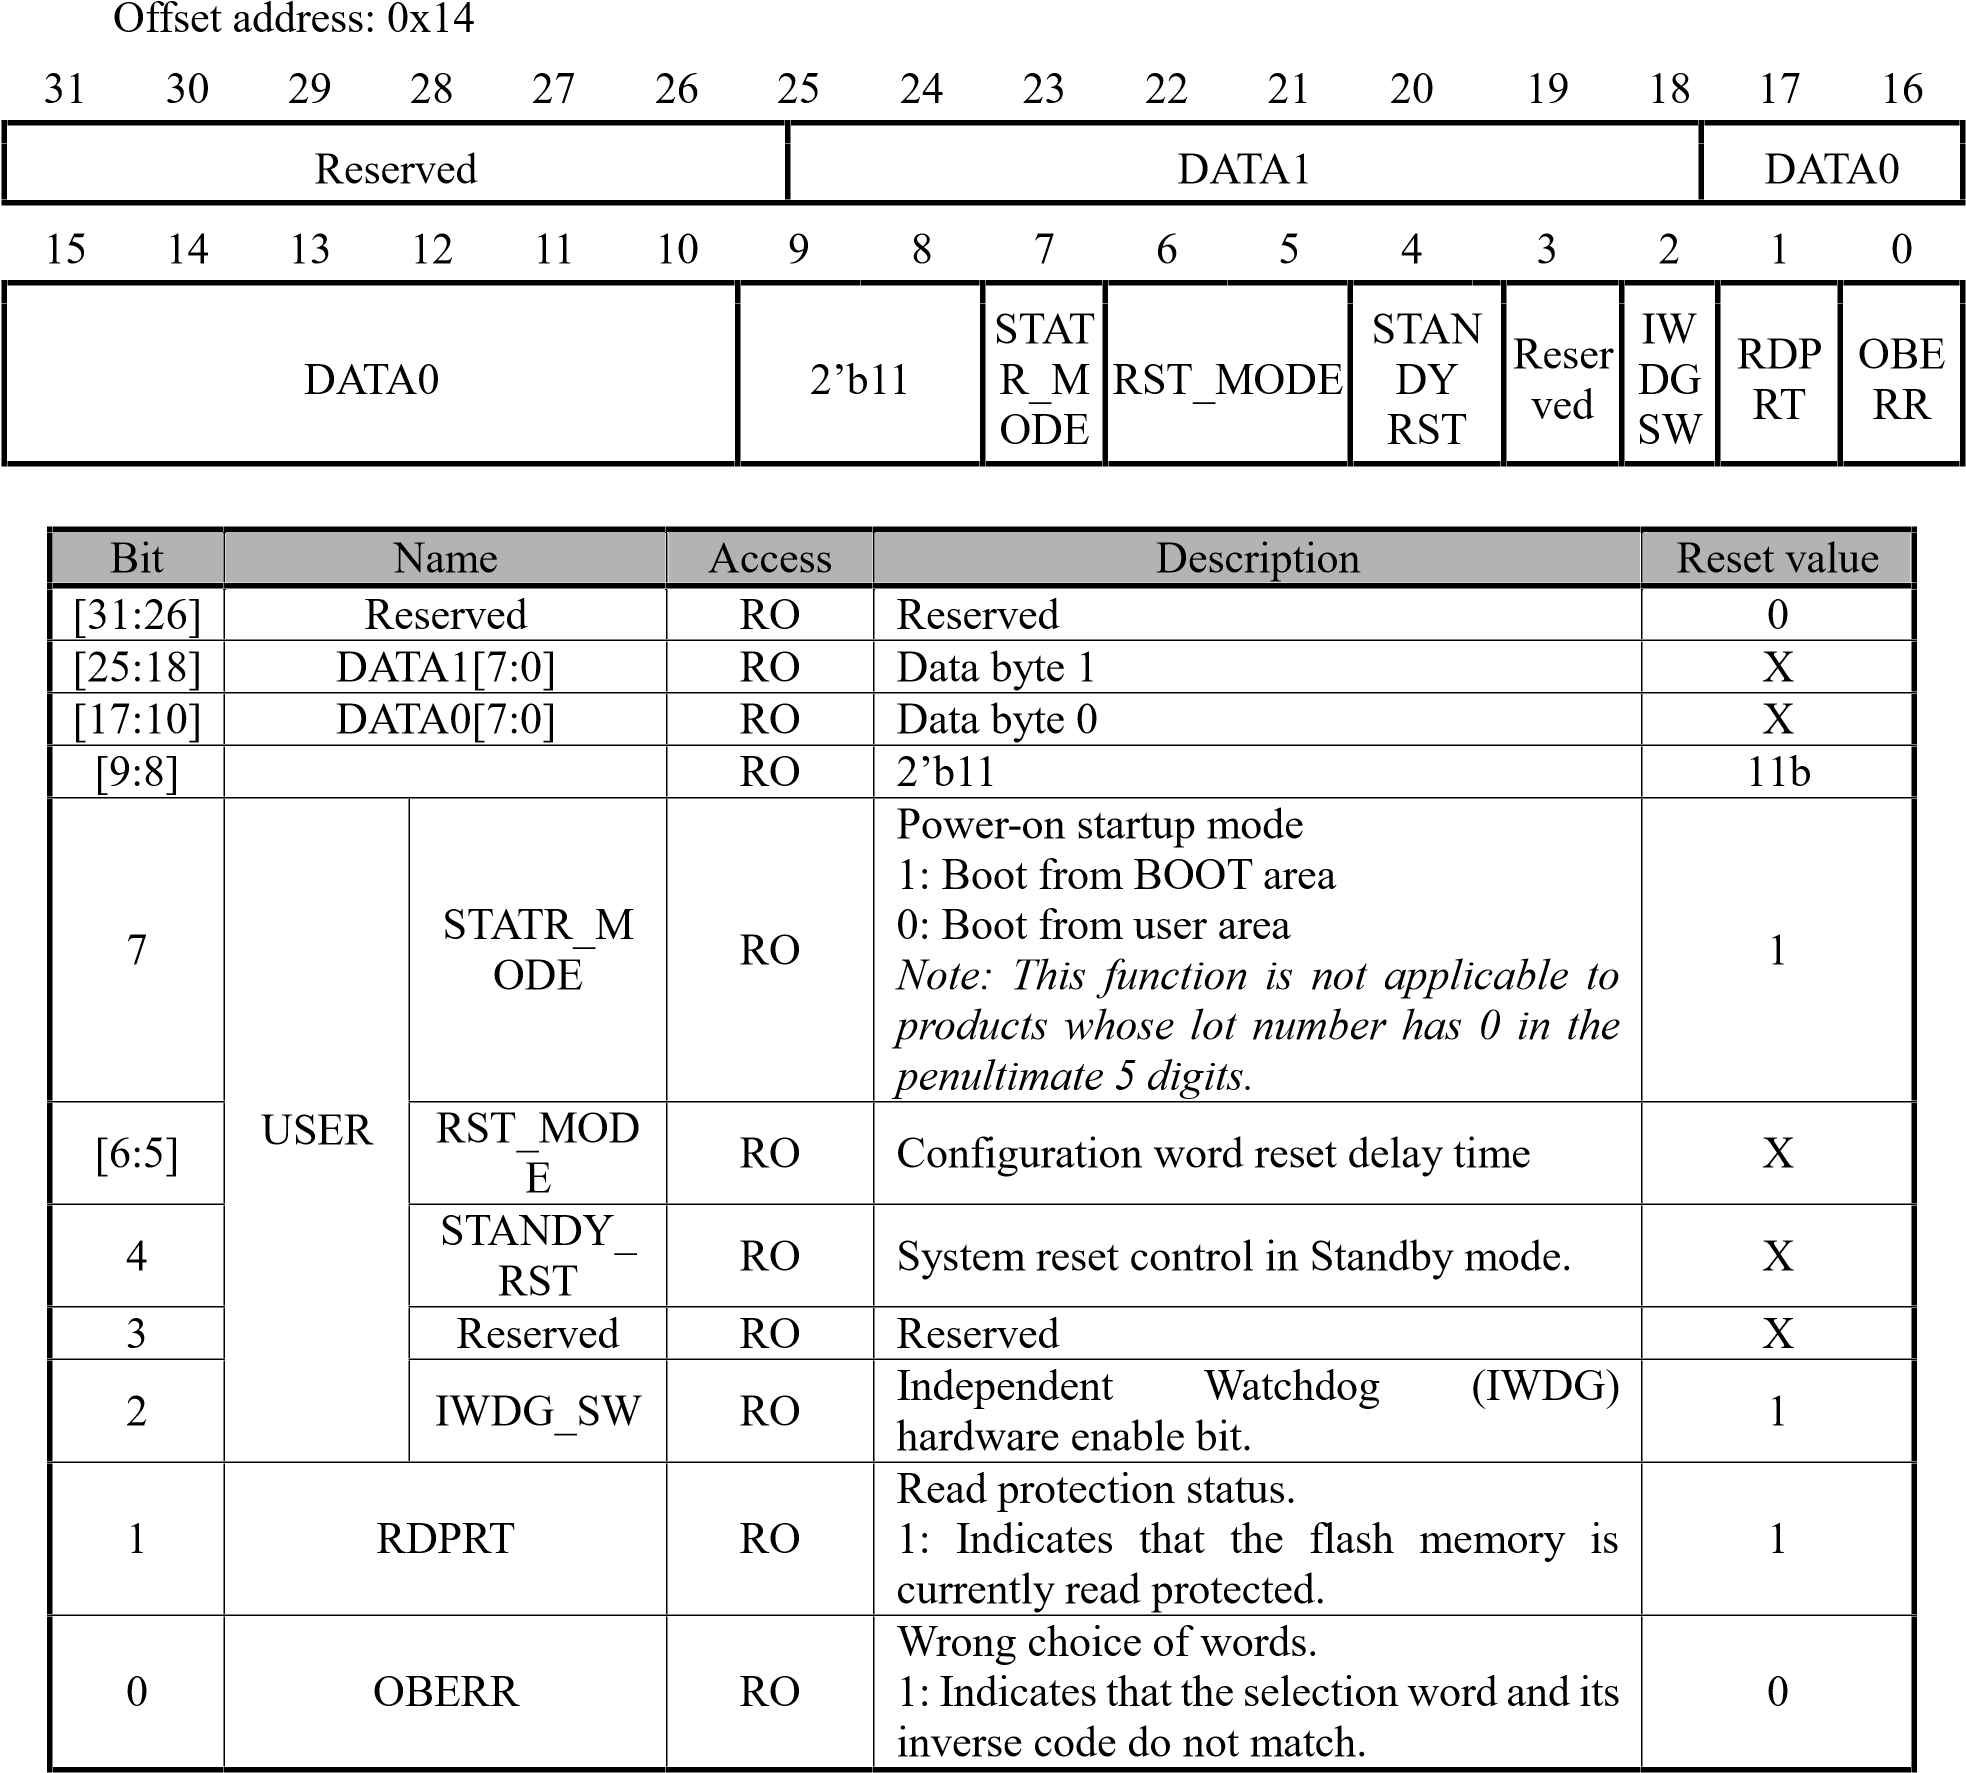 Offset address: 0x14
31 30 29 28 27 26 25 24 23 22 21 20 19 18 17 16
Reserved DATA1 DATA0
15 14 13 12 11 10 9 8 7 6 5 4 3 2 1 0
DATA0 2’b11 STAT R_M ODE RST_MODE STAN DY RST Reser ved IW DG SW RDP RT OBE RR
Bit Name Access Description Reset value
[31:26] Reserved RO Reserved 0
[25:18] DATA1[7:0] RO Data byte 1 X
[17:10] DATA0[7:0] RO Data byte 0 X
[9:8] RO 2’b11 11b
USER
7 STATR_M ODE RO Power-on startup mode
1: Boot from BOOT area
0: Boot from user area
Note: This function is not applicable to
products whose lot number has 0 in the
penultimate 5 digits.
1
[6:5] RST_MOD E RO Configuration word reset delay time X
4 STANDY_ RST RO System reset control in Standby mode. X
3 Reserved RO Reserved X
2 IWDG_SW RO Independent Watchdog (IWDG)
hardware enable bit.
1
1 RDPRT RO Read protection status.
1: Indicates that the flash memory is
currently read protected.
1
0 OBERR RO Wrong choice of words.
1: Indicates that the selection word and its
inverse code do not match.
0